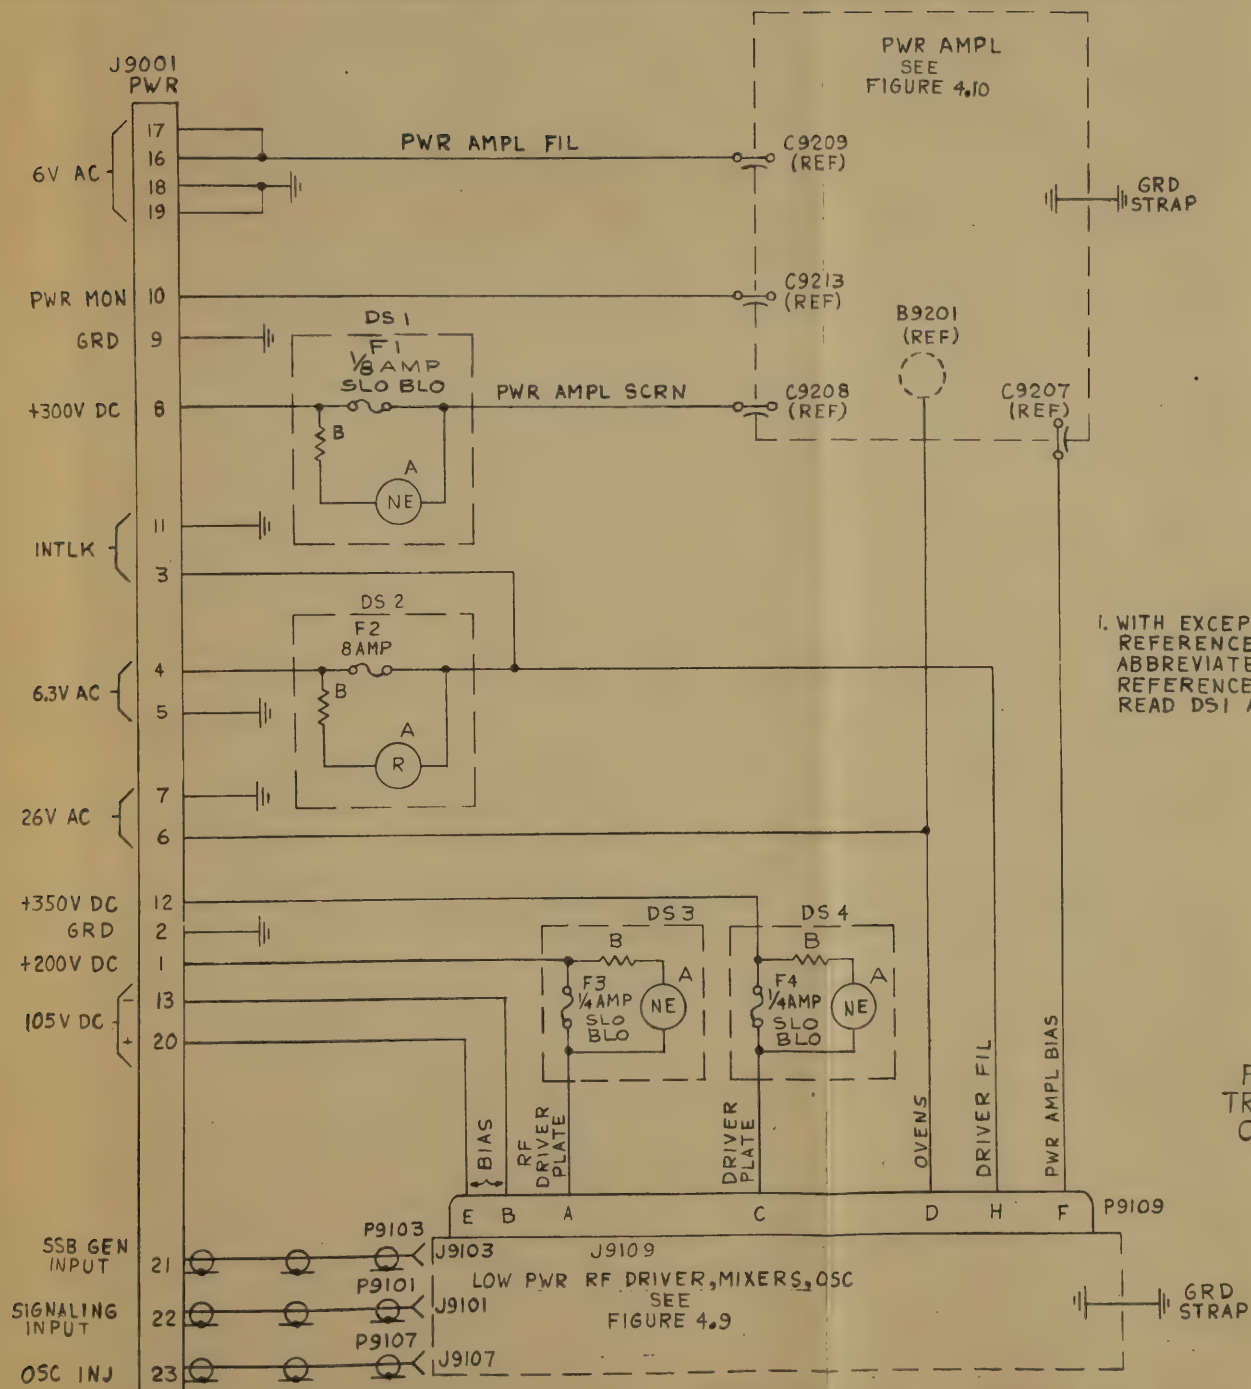 J9001
PWR
PWR AMPL
SEE
FIGURE 4.10
6V AC
17
16
18
19
PWR AMPL FIL
C9209
(REF)
GRD
STRAP
PWR MON
10
C9213
(REF)
GRD
9
DS 1
F1
1/8 AMP
SLO BLO
B
A
NE
+300V DC
8
PWR AMPL SCRN
C9208
(REF)
B9201
(REF)
C9207
(REF)
INTLK
11
3
DS 2
F2
8 AMP
B
A
R
6.3V AC
4
5
1. WITH EXCEP
REFERENCE
ABBREVIATE
REFERENCE
READ DS1 A
26V AC
7
6
+350V DC
12
GRD
2
+200V DC
1
105V DC
-
13
+
20
DS 3
B
A
F3
1/4 AMP
SLO
BLO
NE
DS 4
B
A
F4
1/4 AMP
SLO
BLO
NE
BIAS
RF
DRIVER
PLATE
DRIVER
PLATE
OVENS
DRIVER FIL
PWR AMPL BIAS
TR
E
B
A
C
D
H
F
P9109
SSB GEN
INPUT
21
P9103
J9103
J9109
LOW PWR RF DRIVER, MIXERS, OSC
SEE
FIGURE 4.9
SIGNALING
INPUT
22
P9101
J9101
OSC INJ
23
P9107
J9107
GRD
STRAP